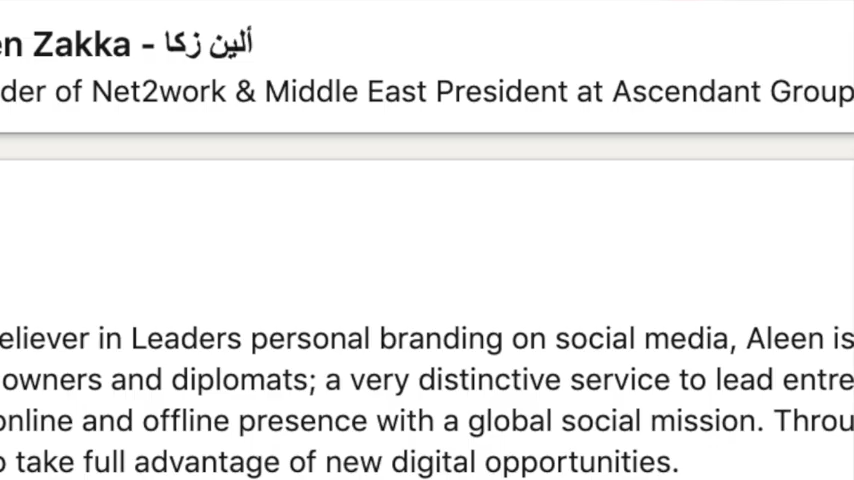 en Zakka - ألين زكا
der of Net2work & Middle East President at Ascendant Group
eliever in Leaders personal branding on social media, Aleen is
owners and diplomats; a very distinctive service to lead entre
online and offline presence with a global social mission. Throu
take full advantage of new digital opportunities.